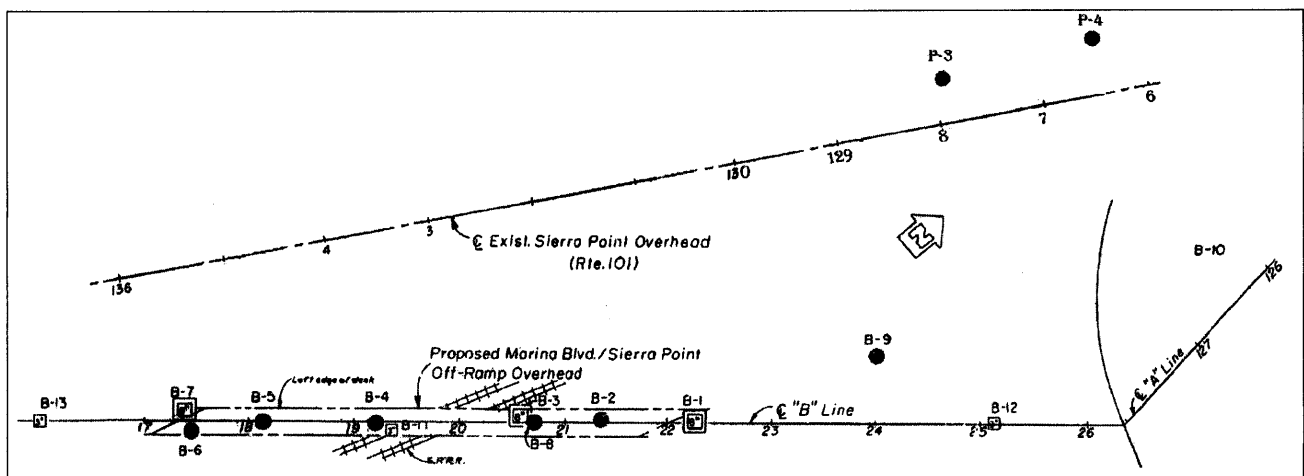 P-4
P-3
6
7
8
129
130
3
4
136
℄ Exist. Sierra Point Overhead
(Rte.101)
N
B-10
126
127
℄ "A" Line
B-9
Proposed Marina Blvd./Sierra Point
Off-Ramp Overhead
Left edge of deck
B-13
B-7
B-5
B-4
B-3
B-2
B-1
℄ "B" Line
B-12
17
18
19
B-11
20
21
22
23
24
25
26
B-6
B-8
S.P.R.R.